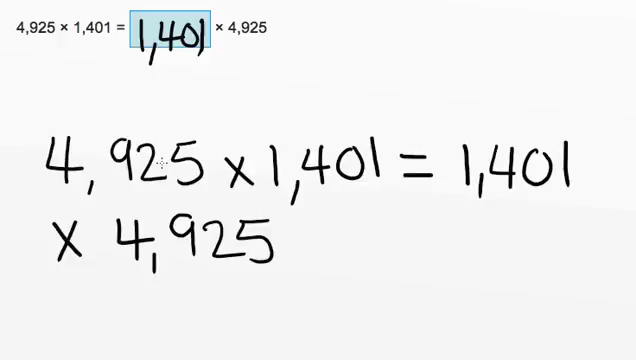 4,925 × 1,401 = 1,401 × 4,925
4,925 x 1,401 = 1,401
x 4,925